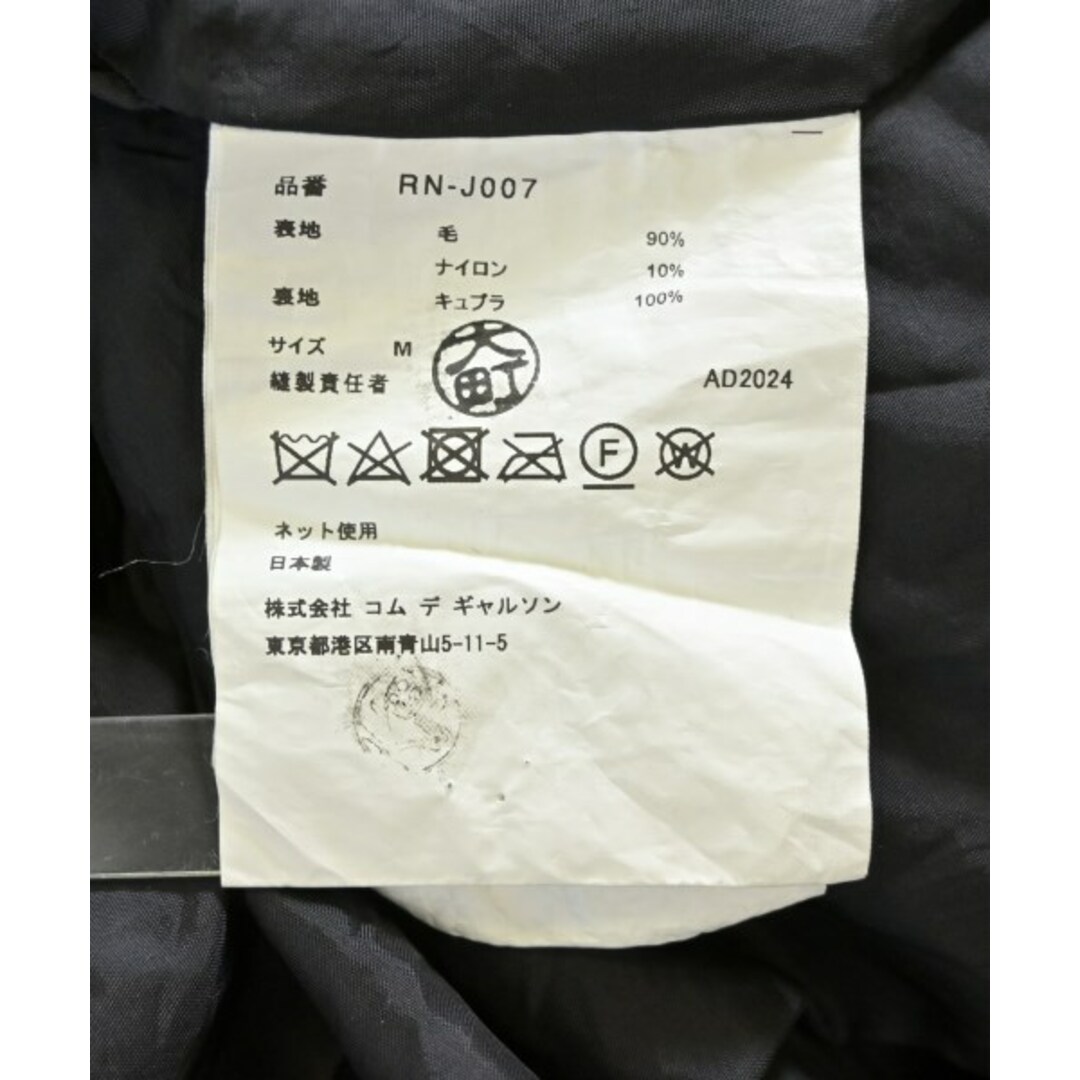 品番 RN-J007
表地 毛 90%
ナイロン 10%
裏地 キュプラ 100%
サイズ M
大町
縫製責任者 AD2024
F W
ネット使用
日本製
株式会社 コム デ ギャルソン
東京都港区南青山5-11-5